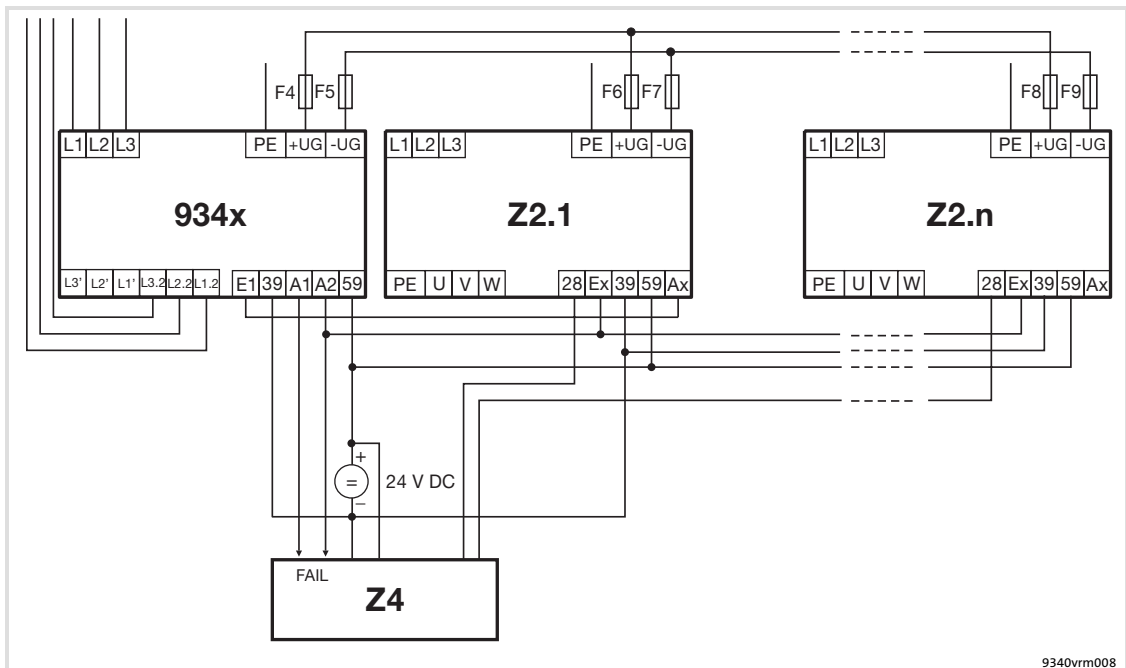 F4 F5 F6 F7 F8 F9
L1 L2 L3 PE +UG -UG L1 L2 L3 PE +UG -UG L1 L2 L3 PE +UG -UG
934x Z2.1 Z2.n
L3' L2' L1' L3.2 L2.2 L1.2 E1 39 A1 A2 59 PE U V W 28 Ex 39 59 Ax PE U V W 28 Ex 39 59 Ax
+
= 24 V DC
–
FAIL
Z4
9340vrm008